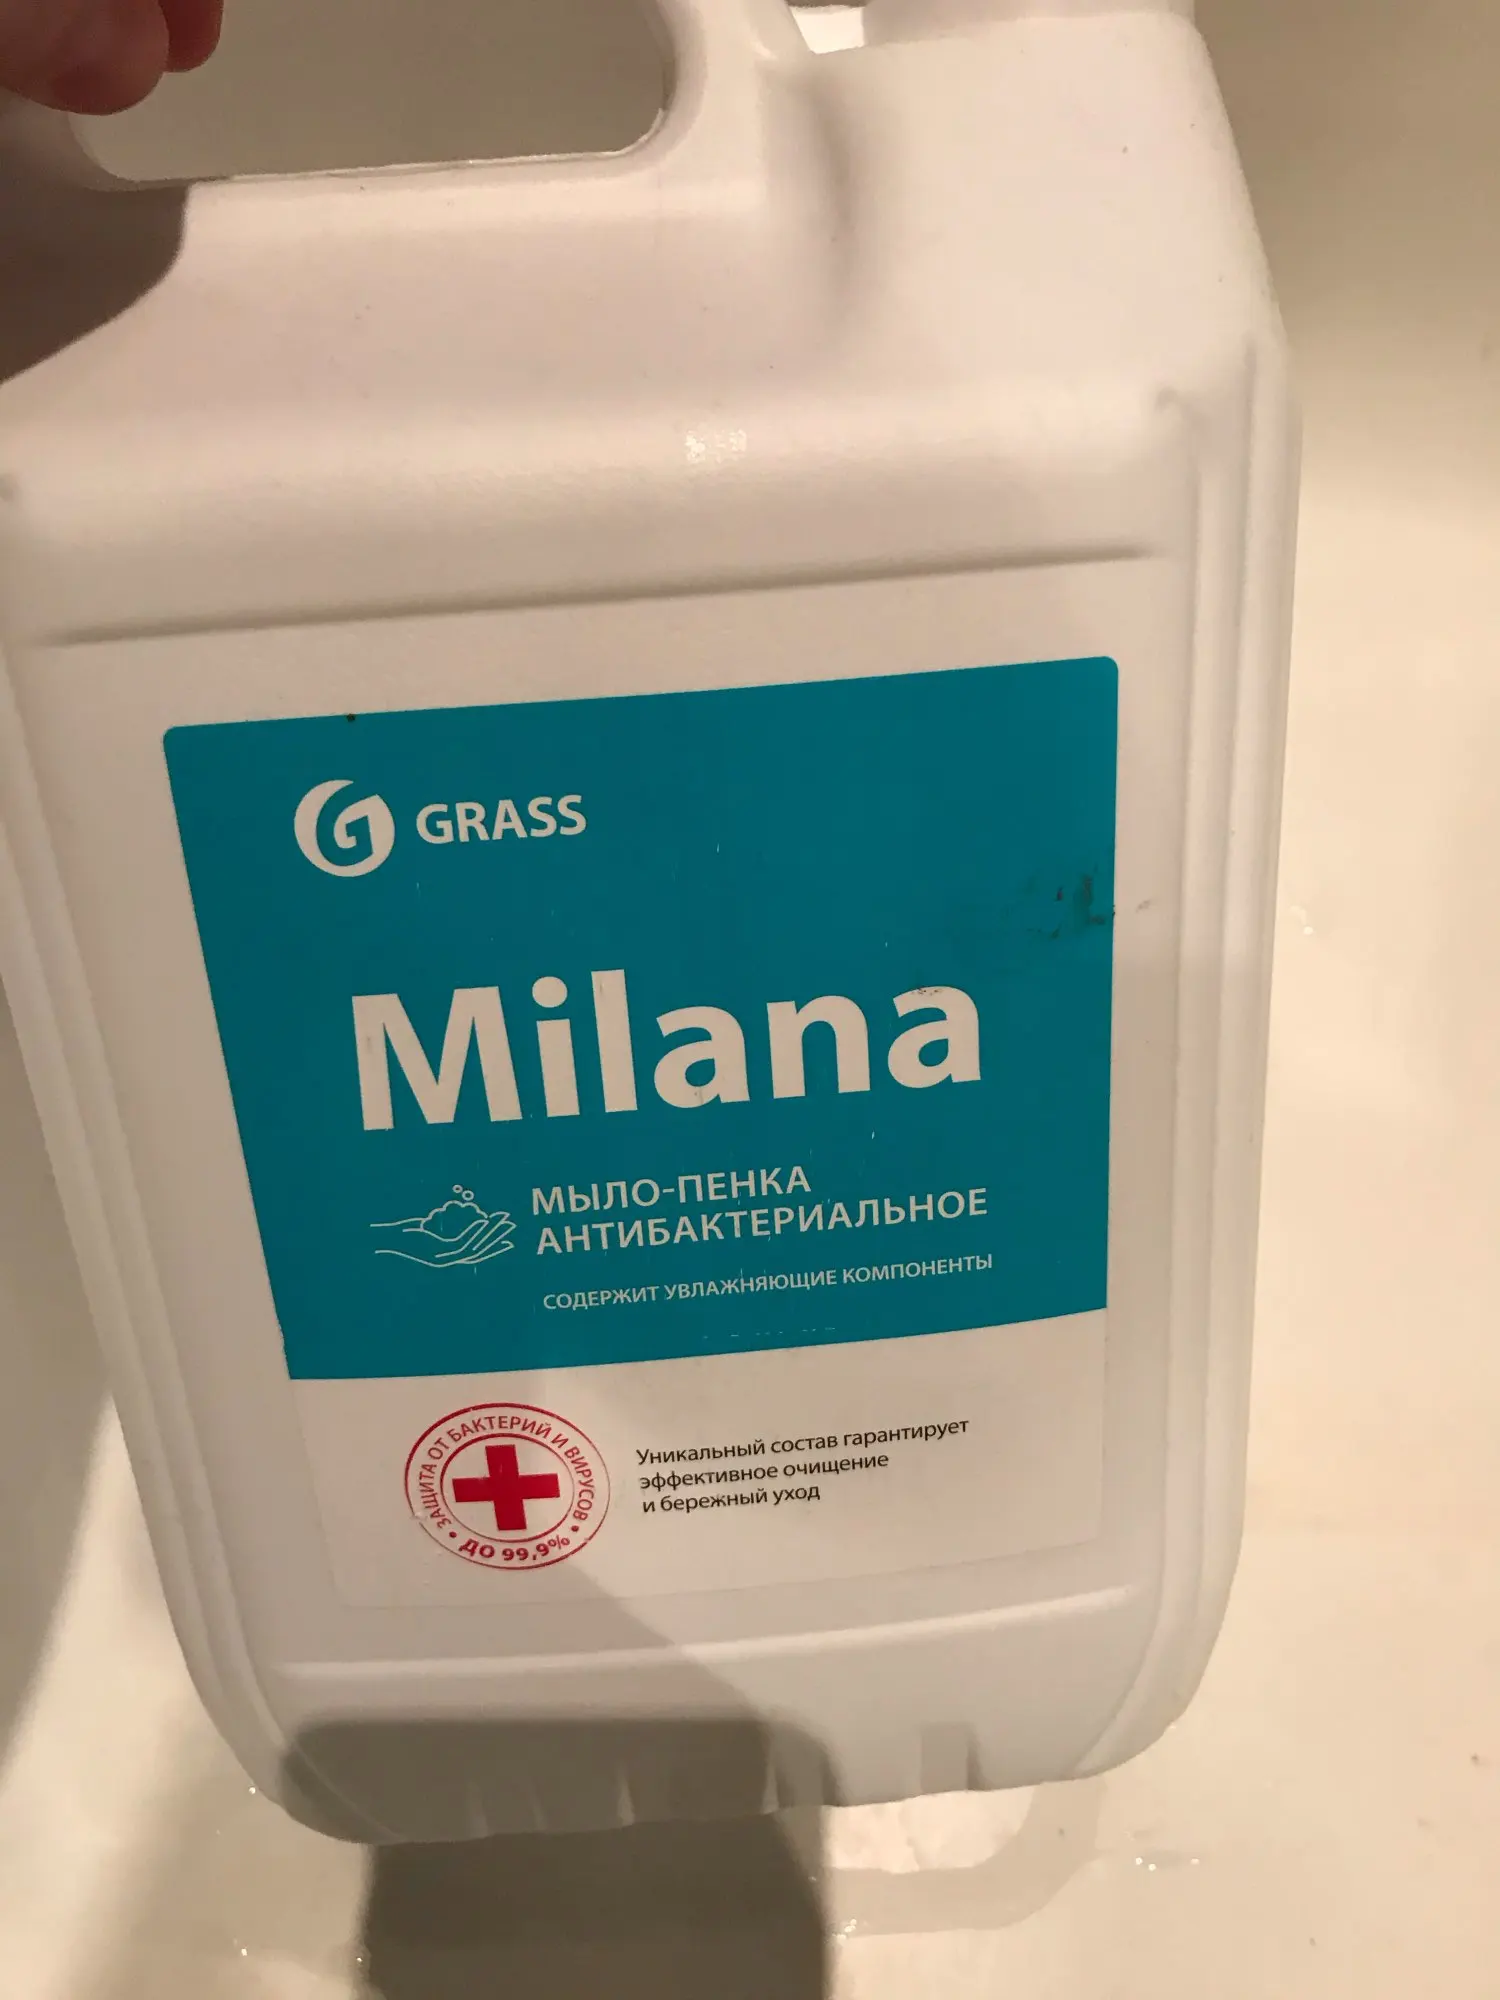 GRASS
Milana
МЫЛО-ПЕНКА
АНТИБАКТЕРИАЛЬНОЕ
СОДЕРЖИТ УВЛАЖНЯЮЩИЕ КОМПОНЕНТЫ
ЗАЩИТА ОТ БАКТЕРИЙ И ВИРУСОВ
• ДО 99,9% •
Уникальный состав гарантирует
эффективное очищение
и бережный уход